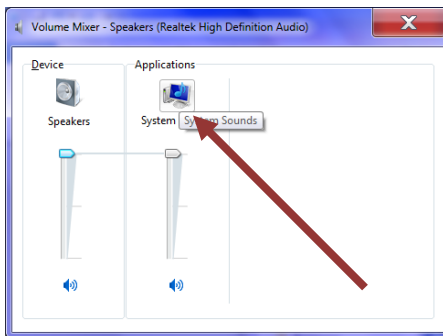 Volume Mixer - Speakers (Realtek High Definition Audio)
Device
Applications
Speakers
System
System Sounds